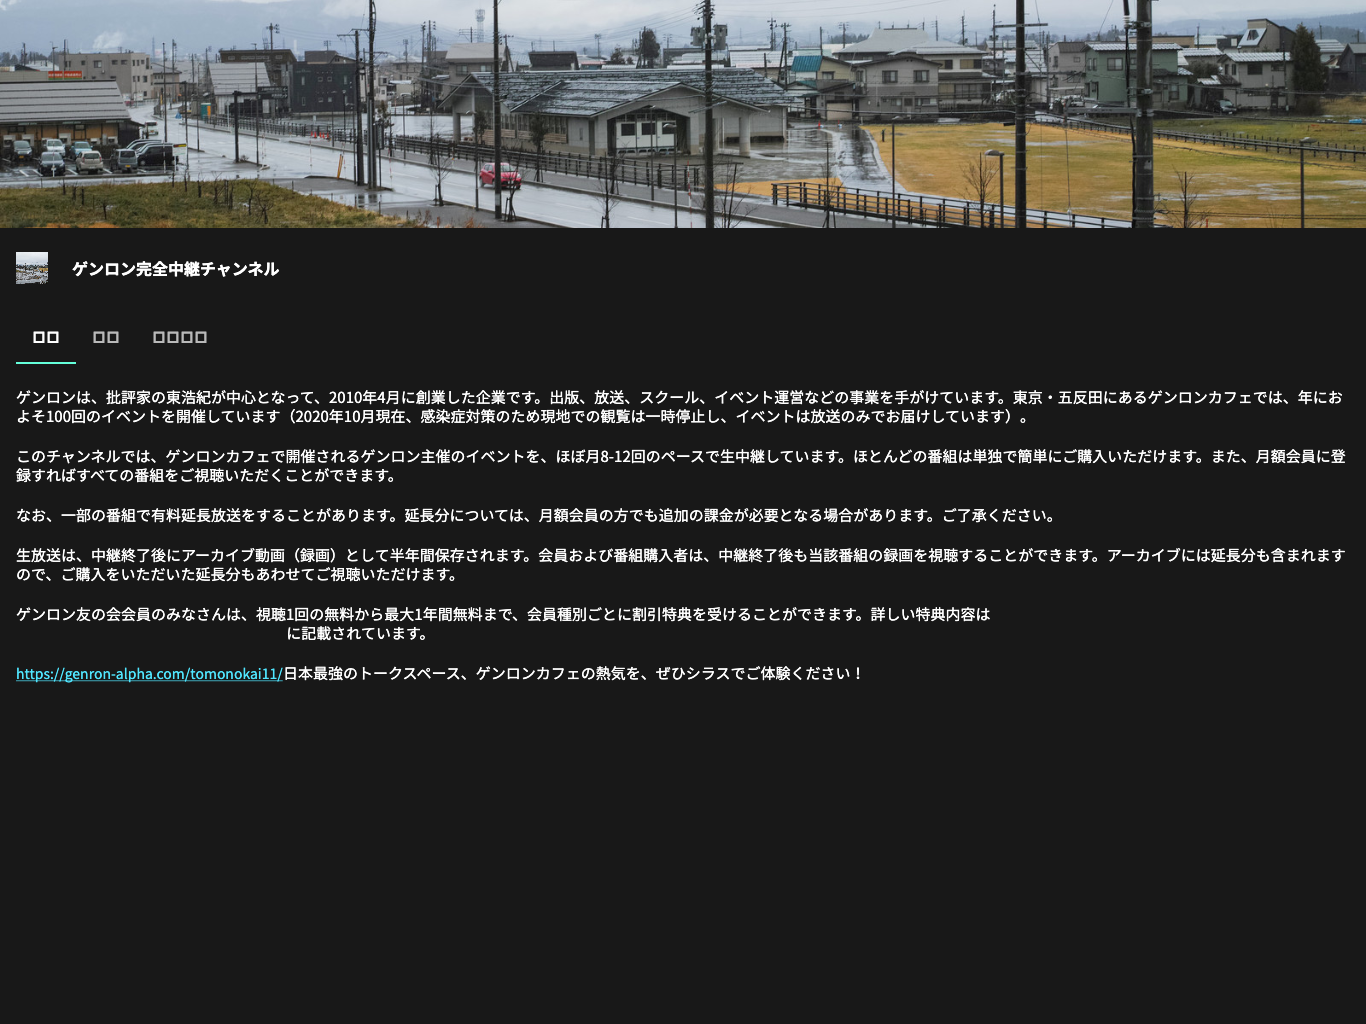 ゲンロン完全中継チャンネル
ゲンロンは、批評家の東浩紀が中心となって、2010年4月に創業した企業です。出版、放送、スクール、イベント運営などの事業を手がけています。東京・五反田にあるゲンロンカフェでは、年にお
よそ100回のイベントを開催しています（2020年10月現在、感染症対策のため現地での観覧は一時停止し、イベントは放送のみでお届けしています）。
このチャンネルでは、ゲンロンカフェで開催されるゲンロン主催のイベントを、ほぼ月8-12回のペースで生中継しています。ほとんどの番組は単独で簡単にご購入いただけます。また、月額会員に登
録すればすべての番組をご視聴いただくことができます。
なお、一部の番組で有料延長放送をすることがあります。延長分については、月額会員の方でも追加の課金が必要となる場合があります。ご了承ください。
生放送は、中継終了後にアーカイブ動画（録画）として半年間保存されます。会員および番組購入者は、中継終了後も当該番組の録画を視聴することができます。アーカイブには延長分も含まれます
ので、ご購入をいただいた延長分もあわせてご視聴いただけます。
ゲンロン友の会会員のみなさんは、視聴1回の無料から最大1年間無料まで、会員種別ごとに割引特典を受けることができます。詳しい特典内容は
に記載されています。
https://genron-alpha.com/tomonokai11/日本最強のトークスペース、ゲンロンカフェの熱気を、ぜひシラスでご体験ください！